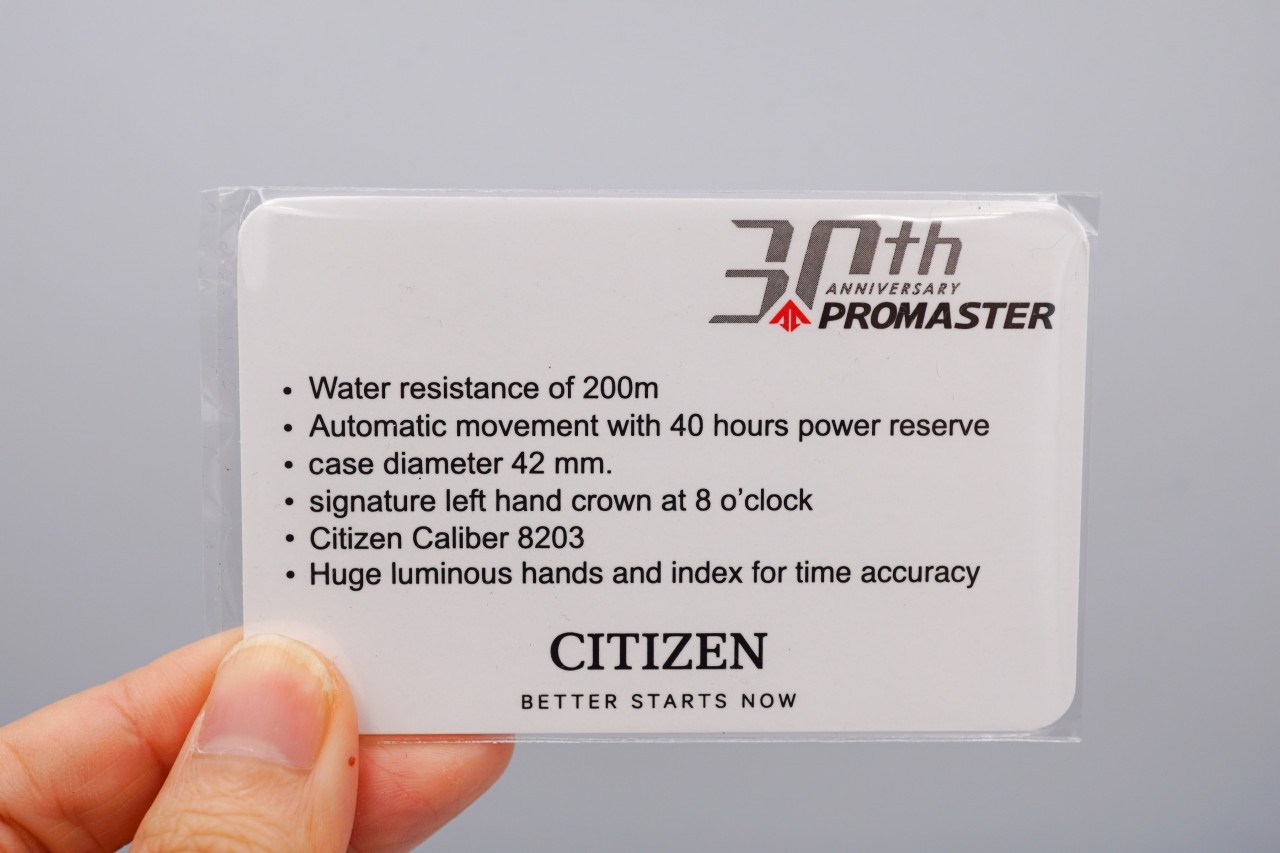 30th
ANNIVERSARY
PROMASTER
• Water resistance of 200m
• Automatic movement with 40 hours power reserve
• case diameter 42 mm.
• signature left hand crown at 8 o’clock
• Citizen Caliber 8203
• Huge luminous hands and index for time accuracy
CITIZEN
BETTER STARTS NOW